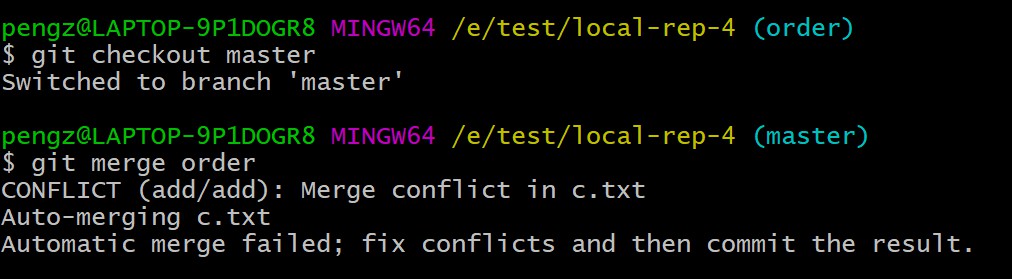 pengz@LAPTOP-9P1DOGR8 MINGW64 /e/test/local-rep-4 (order)
$ git checkout master
Switched to branch 'master'
pengz@LAPTOP-9P1DOGR8 MINGW64 /e/test/local-rep-4 (master)
$ git merge order
CONFLICT (add/add): Merge conflict in c.txt
Auto-merging c.txt
Automatic merge failed; fix conflicts and then commit the result.